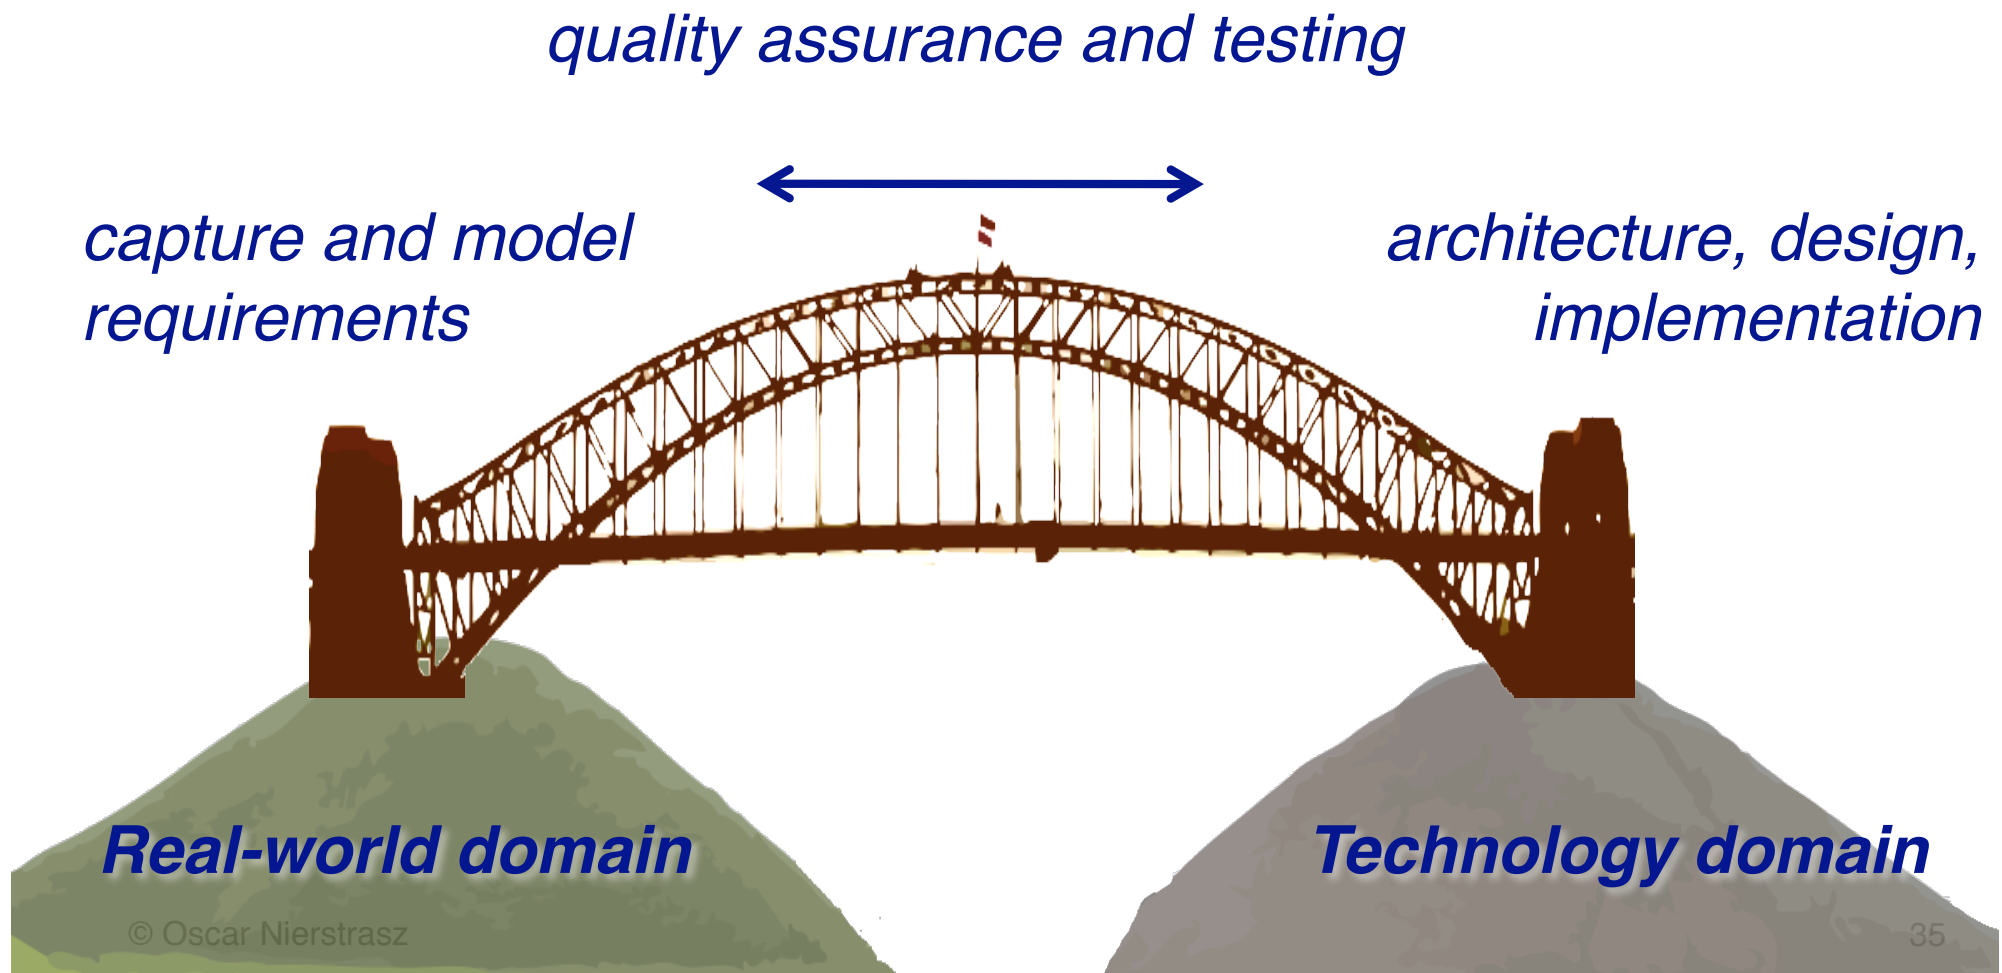 quality assurance and testing
capture and model
requirements
architecture, design,
implementation
Real-world domain
Technology domain
© Oscar Nierstrasz
35